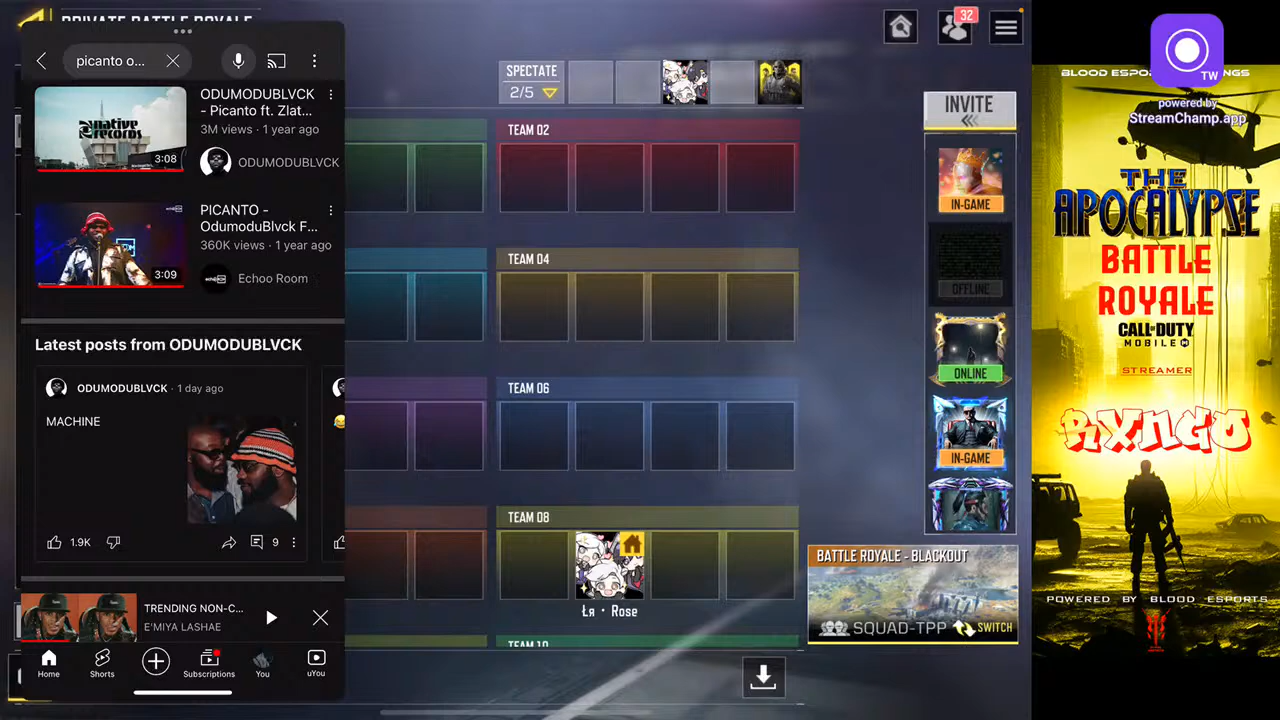 PRIVATE BATTLE ROYALE
picanto o...
ODUMODUBLVCK
- Picanto ft. Zlat...
3M views · 1 year ago
native
records
3:08
ODUMODUBLVCK
PICANTO -
OdumoduBlvck F...
360K views · 1 year ago
3:09
Echoo Room
Latest posts from ODUMODUBLVCK
ODUMODUBLVCK · 1 day ago
MACHINE
1.9K
9
TRENDING NON-C...
E'MIYA LASHAE
Home
Shorts
Subscriptions
You
uYou
SPECTATE
2/5
TEAM 02
TEAM 04
TEAM 06
TEAM 08
Łя · Rose
TEAM 10
32
INVITE
IN-GAME
OFFLINE
ONLINE
IN-GAME
BATTLE ROYALE - BLACKOUT
SQUAD-TPP
SWITCH
TW
powered by
StreamChamp.app
THE
APOCALYPSE
BATTLE
ROYALE
CALL OF DUTY
MOBILE
STREAMER
RXNGO
POWERED BY BLOOD ESPORTS